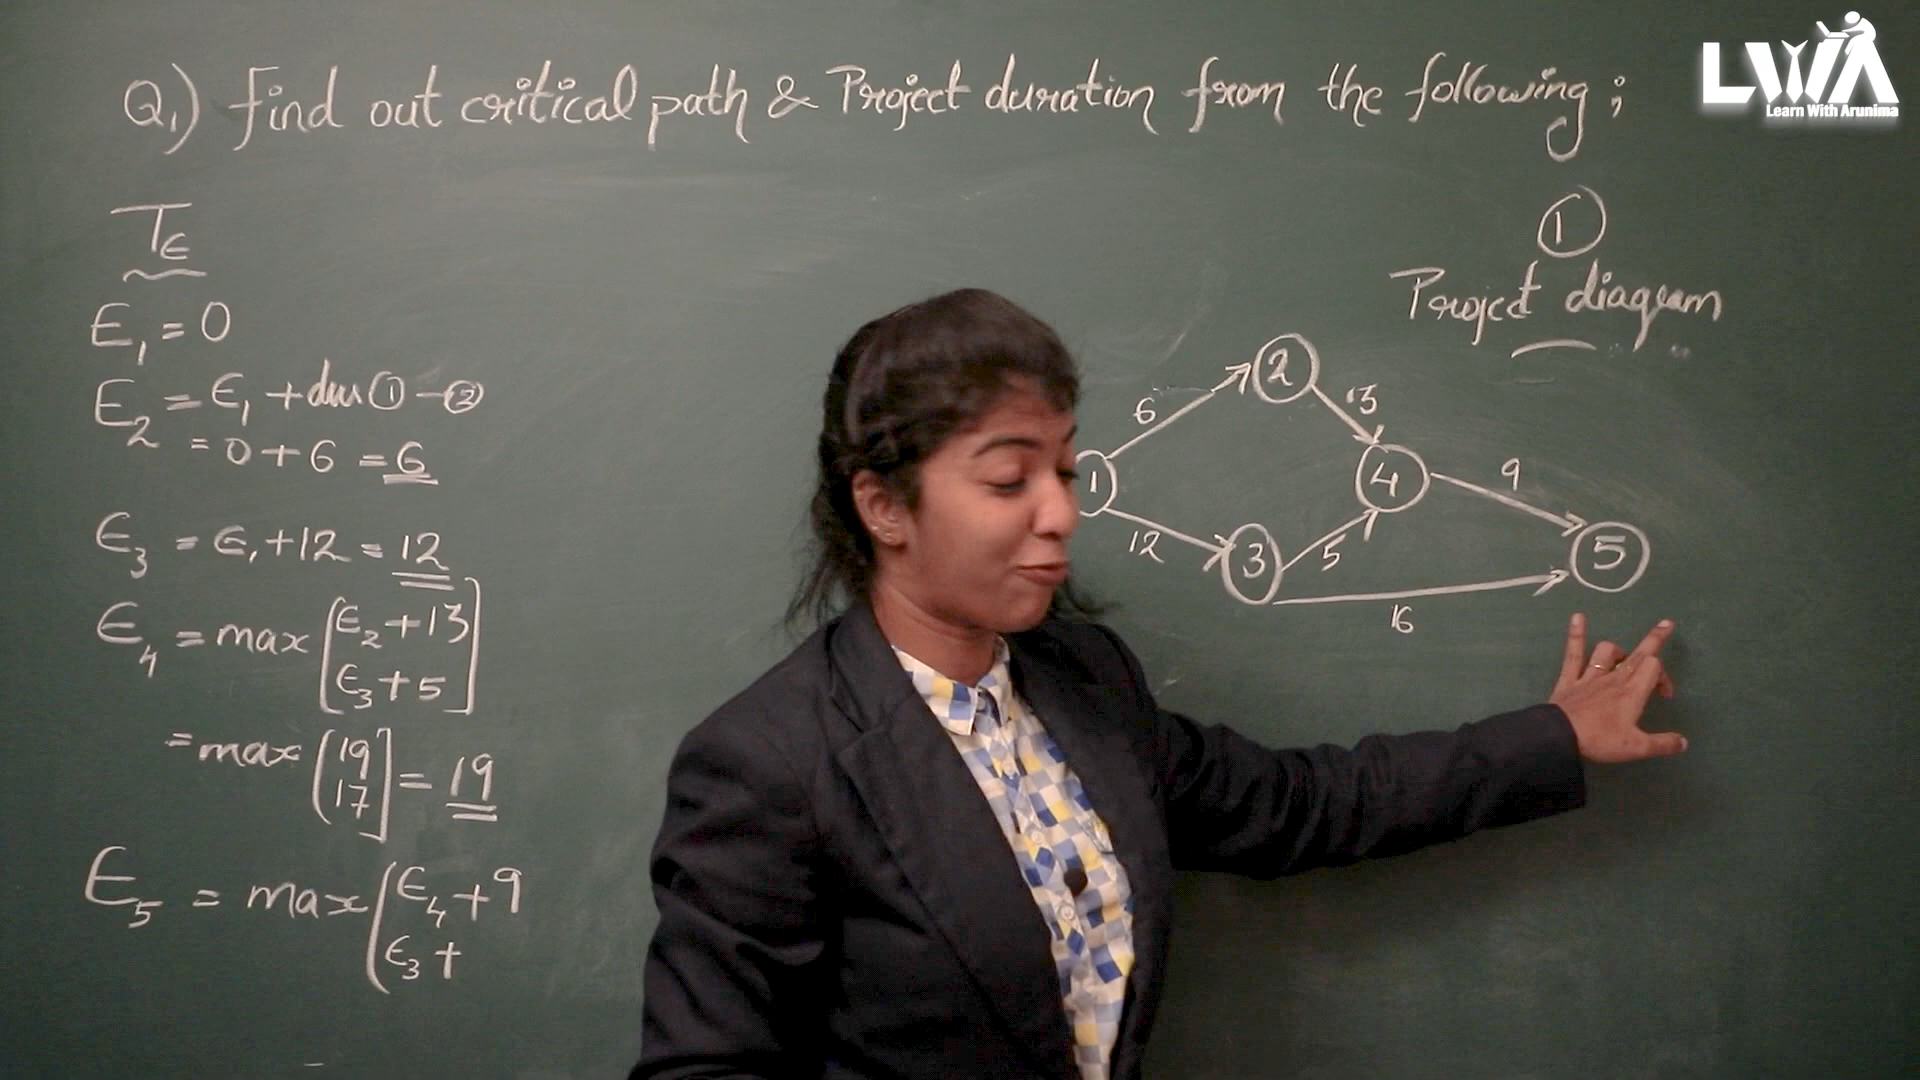 Q1) Find out critical path & Project duration from the following ;
LWA
Learn With Arunima
TE
E1 = 0
E2 = E1 + dur ① - ②
= 0 + 6 = 6
E3 = E1 + 12 = 12
E4 = max [E2 + 13
E3 + 5]
= max (19
17] = 19
E5 = max (E4 + 9
E3 +
①
Project diagram
2
6
13
1
4
9
12
3
5
5
16